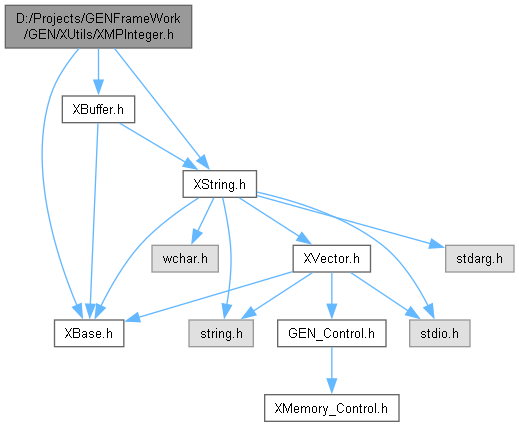 D:/Projects/GENFrameWork
/GEN/XUtils/XMPInteger.h
XBuffer.h
XString.h
wchar.h
XVector.h
stdarg.h
XBase.h
string.h
GEN_Control.h
stdio.h
XMemory_Control.h